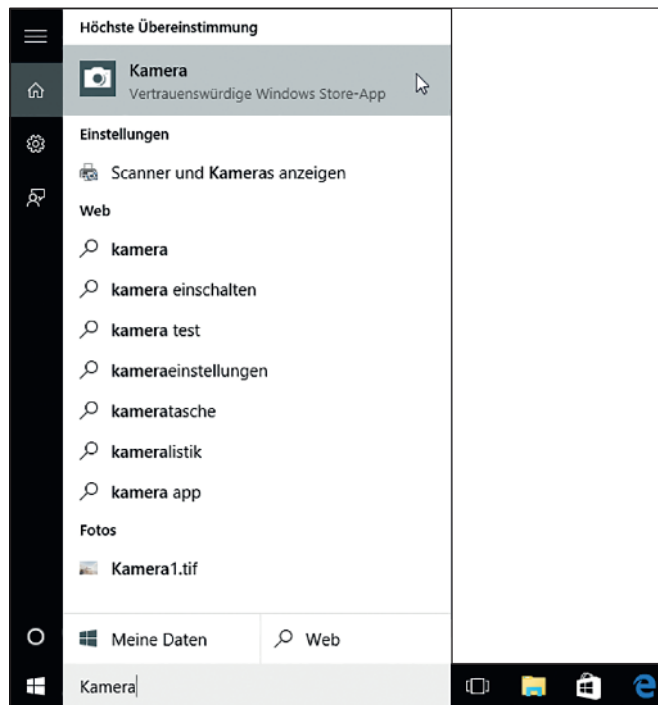 Höchste Übereinstimmung
Kamera
Vertrauenswürdige Windows Store-App
Einstellungen
Scanner und Kameras anzeigen
Web
kamera
kamera einschalten
kamera test
kameraeinstellungen
kameratasche
kameralistik
kamera app
Fotos
Kamera1.tif
Meine Daten
Web
Kamera